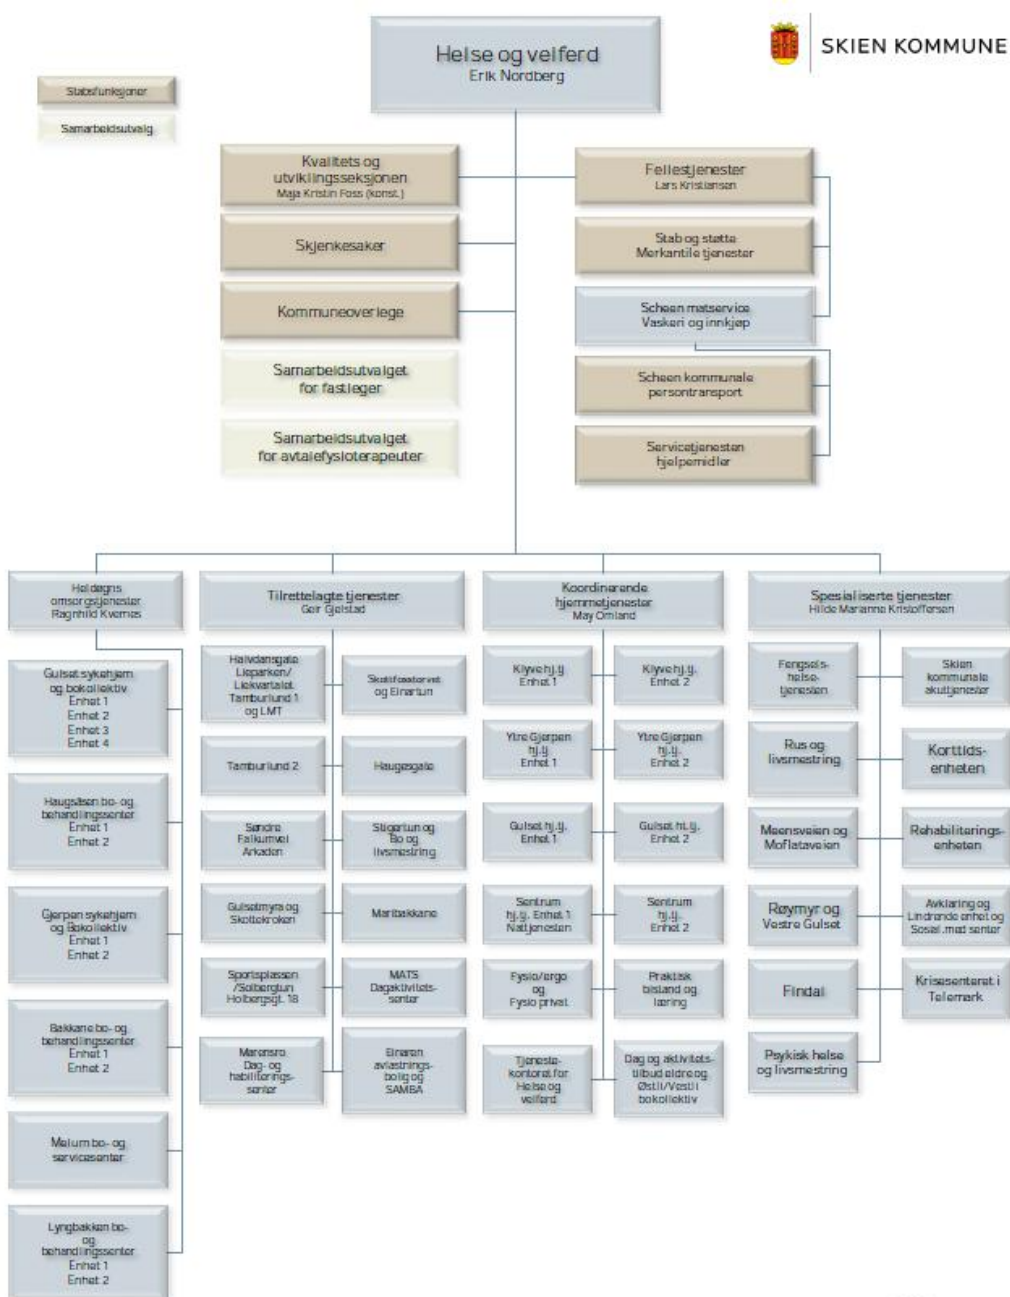 SKIEN KOMMUNE
Helse og velferd
Erik Nordberg
Stabsfunksjoner
Samarbeidsutvalg
Kvalitets og
utviklingsseksjonen
Maja Kristin Foss (konst.)
Skjenkesaker
Kommuneoverlege
Samarbeidsutvalget
for fastleger
Samarbeidsutvalget
for avtalefysioterapeuter
Fellestjenester
Lars Kristiansen
Stab og støtte
Merkantile tjenester
Scheen matservice
Vaskeri og innkjøp
Scheen kommunale
persontransport
Servicetjenesten
hjelpemidler
Heldøgns
omsorgstjenester
Ragnhild Kvernes
Gulset sykehjem
og bokollektiv
Enhet 1
Enhet 2
Enhet 3
Enhet 4
Haugsåsen bo- og
behandlingssenter
Enhet 1
Enhet 2
Gjerpen sykehjem
og Bokollektiv
Enhet 1
Enhet 2
Bakkane bo- og
behandlingssenter
Enhet 1
Enhet 2
Melum bo- og
servicesenter
Lyngbakken bo-
og
behandlingssenter
Enhet 1
Enhet 2
Tilrettelagte tjenester
Geir Gjelstad
Halvdansgate
Lieparken/
Liekvartalet
Tamburlund 1
og LMT
Skotfosstorvet
og Einartun
Tamburlund 2
Haugesgate
Søndre
Falkumvei
Arkaden
Stigertun og
Bo og
livsmestring
Gulsetmyra og
Skottekroken
Maribakkane
Sportsplassen
/Solbergtun
Holbergsgt. 18
MATS
Dagaktivitets-
senter
Marensro
Dag- og
habiliterings-
senter
Einaren
avlastnings-
bolig og
SAMBA
Koordinerende
hjemmetjenester
May Omland
Klyve hj.tj.
Enhet 1
Klyve hj.tj.
Enhet 2
Ytre Gjerpen
hj.tj.
Enhet 1
Ytre Gjerpen
hj.tj.
Enhet 2
Gulset hj.tj.
Enhet 1
Gulset ht.tj.
Enhet 2
Sentrum
hj.tj. Enhet 1
Nattjenesten
Sentrum
hj.tj.
Enhet 2
Fysio/ergo
og
Fysio privat
Praktisk
bistand og
læring
Tjeneste-
kontoret for
Helse og
velferd
Dag og aktivitets-
tilbud eldre og
Østli/Vestli
bokollektiv
Spesialiserte tjenester
Hilde Marianne Kristoffersen
Fengsels-
helse-
tjenesten
Skien
kommunale
akuttjenester
Rus og
livsmestring
Korttids-
enheten
Meensveien og
Moflataveien
Rehabiliterings-
enheten
Røymyr og
Vestre Gulset
Avklaring og
Lindrende enhet og
Sosial.med senter
Findal
Krisesenteret i
Telemark
Psykisk helse
og livsmestring